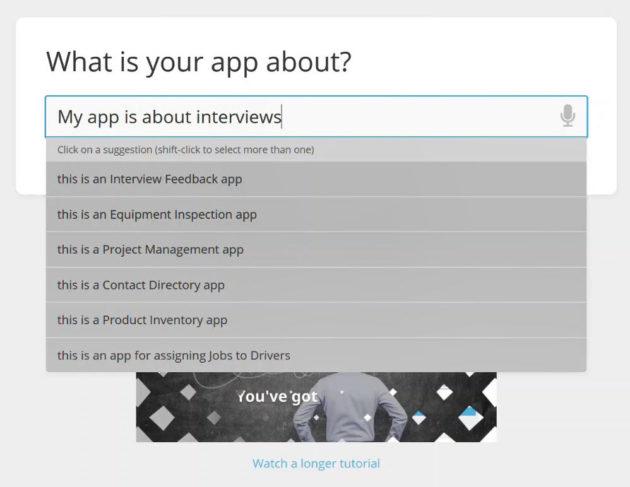 What is your app about?
My app is about interviews
Click on a suggestion (shift-click to select more than one)
this is an Interview Feedback app
this is an Equipment Inspection app
this is a Project Management app
this is a Contact Directory app
this is a Product Inventory app
this is an app for assigning Jobs to Drivers
You've got
Watch a longer tutorial